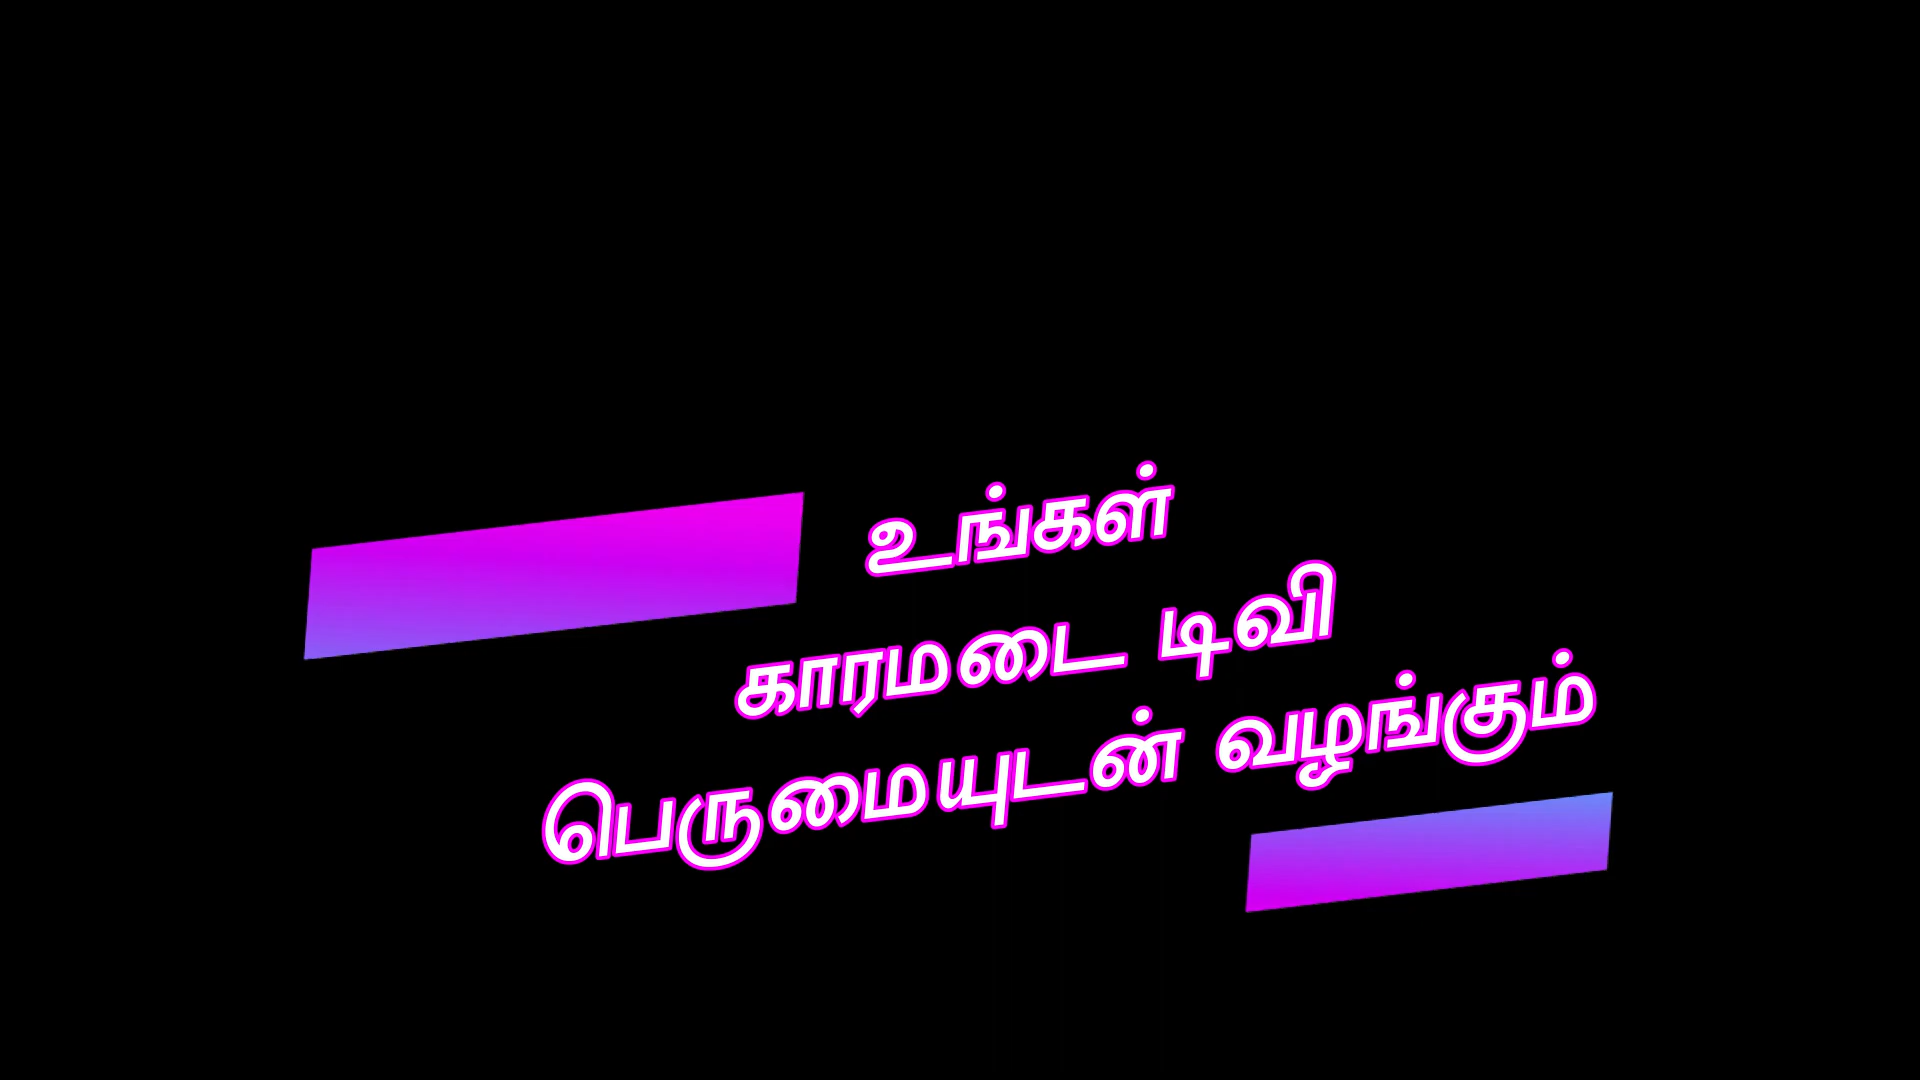 உங்கள்
காரமடை டிவி
பெருமையுடன் வழங்கும்